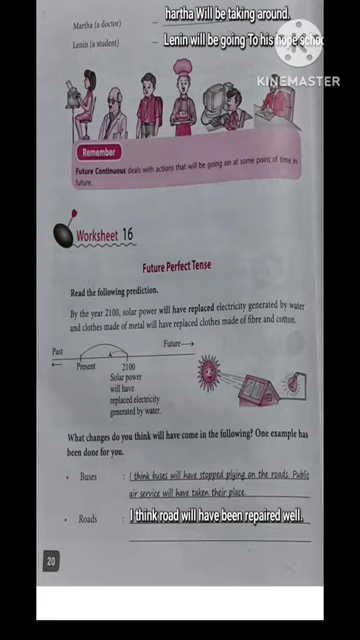 hartha Will be taking around.
Martha (a doctor) –
Lenin (a student) – Lenin will be going To his hope schoo
KINEMASTER
Remember
Future Continuous deals with actions that will be going on at some point of time in
future.
Worksheet 16
Future Perfect Tense
Read the following prediction.
By the year 2100, solar power will have replaced electricity generated by water
and clothes made of metal will have replaced clothes made of fibre and cotton.
Past
Future →
←
Present 2100
Solar power
will have
replaced electricity
generated by water.
What changes do you think will have come in the following? One example has
been done for you.
• Buses : I think buses will have stopped plying on the roads. Public
air service will have taken their place.
• Roads : I think road will have been repaired well.
20